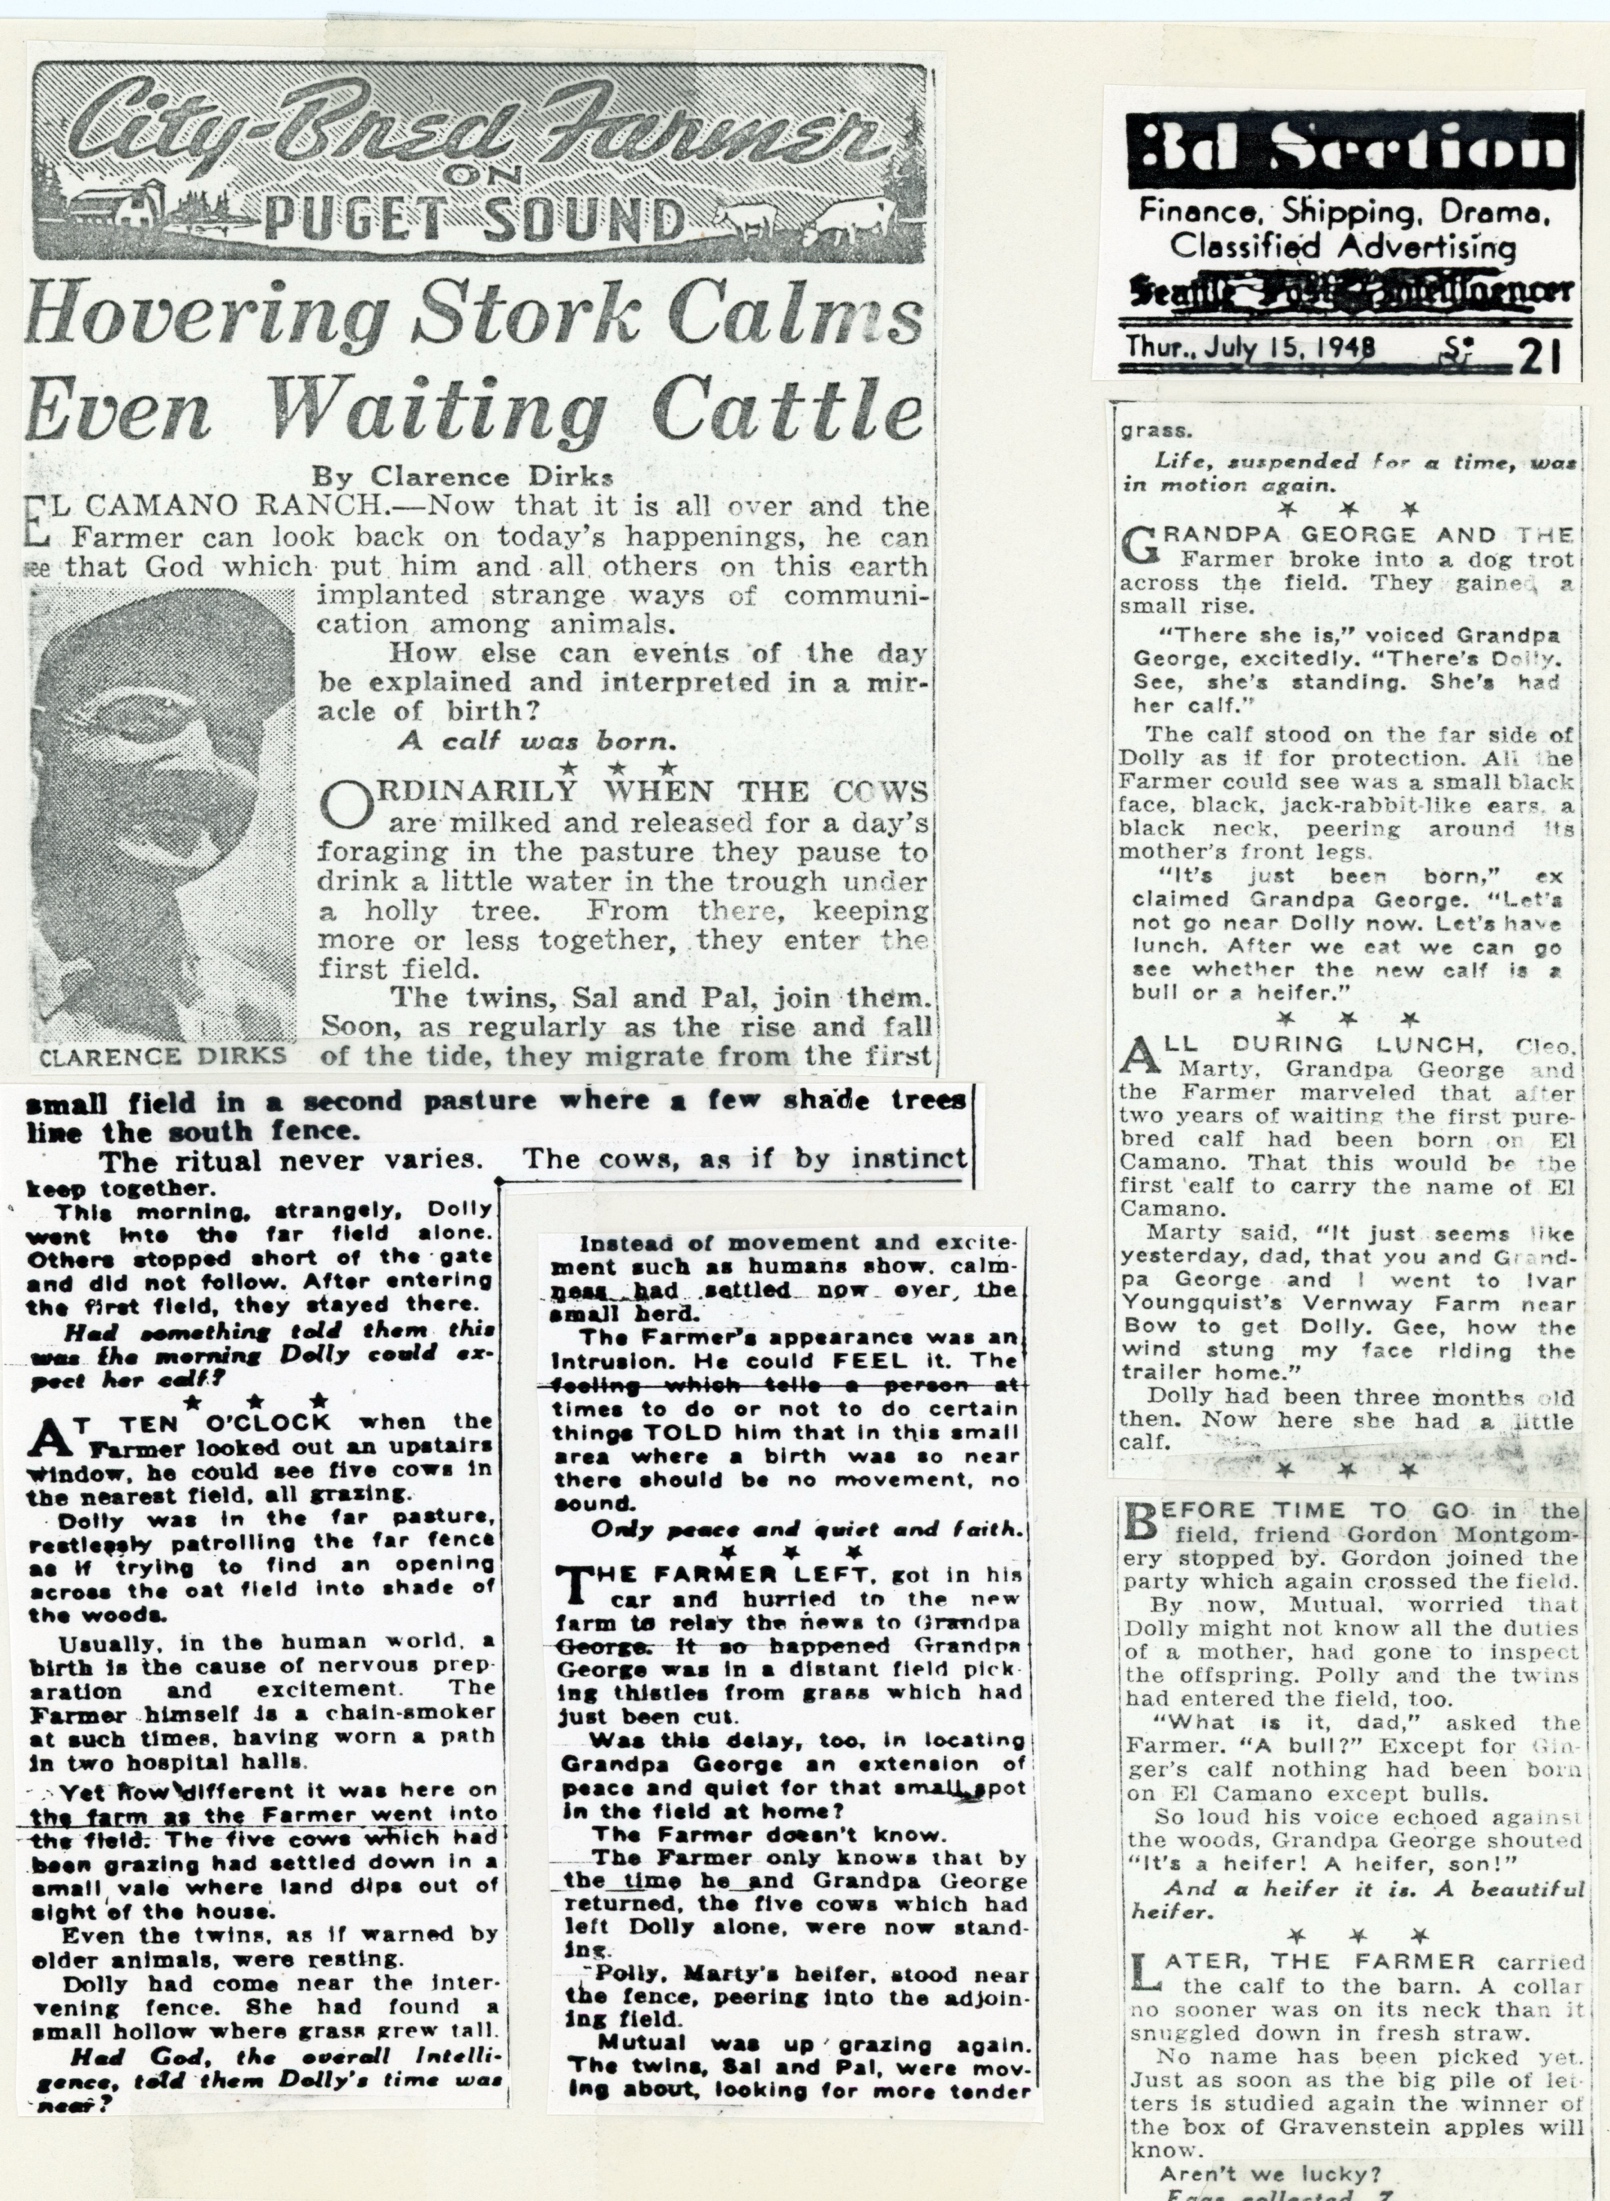 City-Bred Farmer
ON
PUGET SOUND
Hovering Stork Calms
Even Waiting Cattle
By Clarence Dirks
EL CAMANO RANCH.—Now that it is all over and the
Farmer can look back on today's happenings, he can
see that God which put him and all others on this earth
implanted strange ways of communi-
cation among animals.
How else can events of the day
be explained and interpreted in a mir-
acle of birth?
A calf was born.
★ ★ ★
ORDINARILY WHEN THE COWS
are milked and released for a day's
foraging in the pasture they pause to
drink a little water in the trough under
a holly tree. From there, keeping
more or less together, they enter the
first field.
The twins, Sal and Pal, join them.
Soon, as regularly as the rise and fall
of the tide, they migrate from the first
CLARENCE DIRKS
small field in a second pasture where a few shade trees
line the south fence.
The ritual never varies. The cows, as if by instinct
keep together.
This morning, strangely, Dolly
went into the far field alone.
Others stopped short of the gate
and did not follow. After entering
the first field, they stayed there.
Had something told them this
was the morning Dolly could ex-
pect her calf?
★ ★ ★
AT TEN O'CLOCK when the
Farmer looked out an upstairs
window, he could see five cows in
the nearest field, all grazing.
Dolly was in the far pasture,
restlessly patrolling the far fence
as if trying to find an opening
across the oat field into shade of
the woods.
Usually, in the human world, a
birth is the cause of nervous prep-
aration and excitement. The
Farmer himself is a chain-smoker
at such times, having worn a path
in two hospital halls.
Yet how different it was here on
the farm as the Farmer went into
the field. The five cows which had
been grazing had settled down in a
small vale where land dips out of
sight of the house.
Even the twins, as if warned by
older animals, were resting.
Dolly had come near the inter-
vening fence. She had found a
small hollow where grass grew tall.
Had God, the overall Intelli-
gence, told them Dolly's time was
near?
Instead of movement and excite-
ment such as humans show, calm-
ness had settled now over the
small herd.
The Farmer's appearance was an
intrusion. He could FEEL it. The
feeling which tells a person at
times to do or not to do certain
things TOLD him that in this small
area where a birth was so near
there should be no movement, no
sound.
Only peace and quiet and faith.
★ ★ ★
THE FARMER LEFT, got in his
car and hurried to the new
farm to relay the news to Grandpa
George. It so happened Grandpa
George was in a distant field pick-
ing thistles from grass which had
just been cut.
Was this delay, too, in locating
Grandpa George an extension of
peace and quiet for that small spot
in the field at home?
The Farmer doesn't know.
The Farmer only knows that by
the time he and Grandpa George
returned, the five cows which had
left Dolly alone, were now stand-
ing.
Polly, Marty's heifer, stood near
the fence, peering into the adjoin-
ing field.
Mutual was up grazing again.
The twins, Sal and Pal, were mov-
ing about, looking for more tender
3d Section
Finance, Shipping, Drama,
Classified Advertising
Seattle Post-Intelligencer
Thur., July 15, 1948 S• 21
grass.
Life, suspended for a time, was
in motion again.
★ ★ ★
GRANDPA GEORGE AND THE
Farmer broke into a dog trot
across the field. They gained a
small rise.
"There she is," voiced Grandpa
George, excitedly. "There's Dolly.
See, she's standing. She's had
her calf."
The calf stood on the far side of
Dolly as if for protection. All the
Farmer could see was a small black
face, black, jack-rabbit-like ears, a
black neck, peering around its
mother's front legs.
"It's just been born," ex
claimed Grandpa George. "Let's
not go near Dolly now. Let's have
lunch. After we eat we can go
see whether the new calf is a
bull or a heifer."
★ ★ ★
ALL DURING LUNCH, Cleo,
Marty, Grandpa George and
the Farmer marveled that after
two years of waiting the first pure-
bred calf had been born on El
Camano. That this would be the
first calf to carry the name of El
Camano.
Marty said, "It just seems like
yesterday, dad, that you and Grand-
pa George and I went to Ivar
Youngquist's Vernway Farm near
Bow to get Dolly. Gee, how the
wind stung my face riding the
trailer home."
Dolly had been three months old
then. Now here she had a little
calf.
★ ★ ★
BEFORE TIME TO GO in the
field, friend Gordon Montgom-
ery stopped by. Gordon joined the
party which again crossed the field.
By now, Mutual, worried that
Dolly might not know all the duties
of a mother, had gone to inspect
the offspring. Polly and the twins
had entered the field, too.
"What is it, dad," asked the
Farmer. "A bull?" Except for Gin-
ger's calf nothing had been born
on El Camano except bulls.
So loud his voice echoed against
the woods, Grandpa George shouted
"It's a heifer! A heifer, son!"
And a heifer it is. A beautiful
heifer.
★ ★ ★
LATER, THE FARMER carried
the calf to the barn. A collar
no sooner was on its neck than it
snuggled down in fresh straw.
No name has been picked yet.
Just as soon as the big pile of let-
ters is studied again the winner of
the box of Gravenstein apples will
know.
Aren't we lucky?
Eggs collected, 7